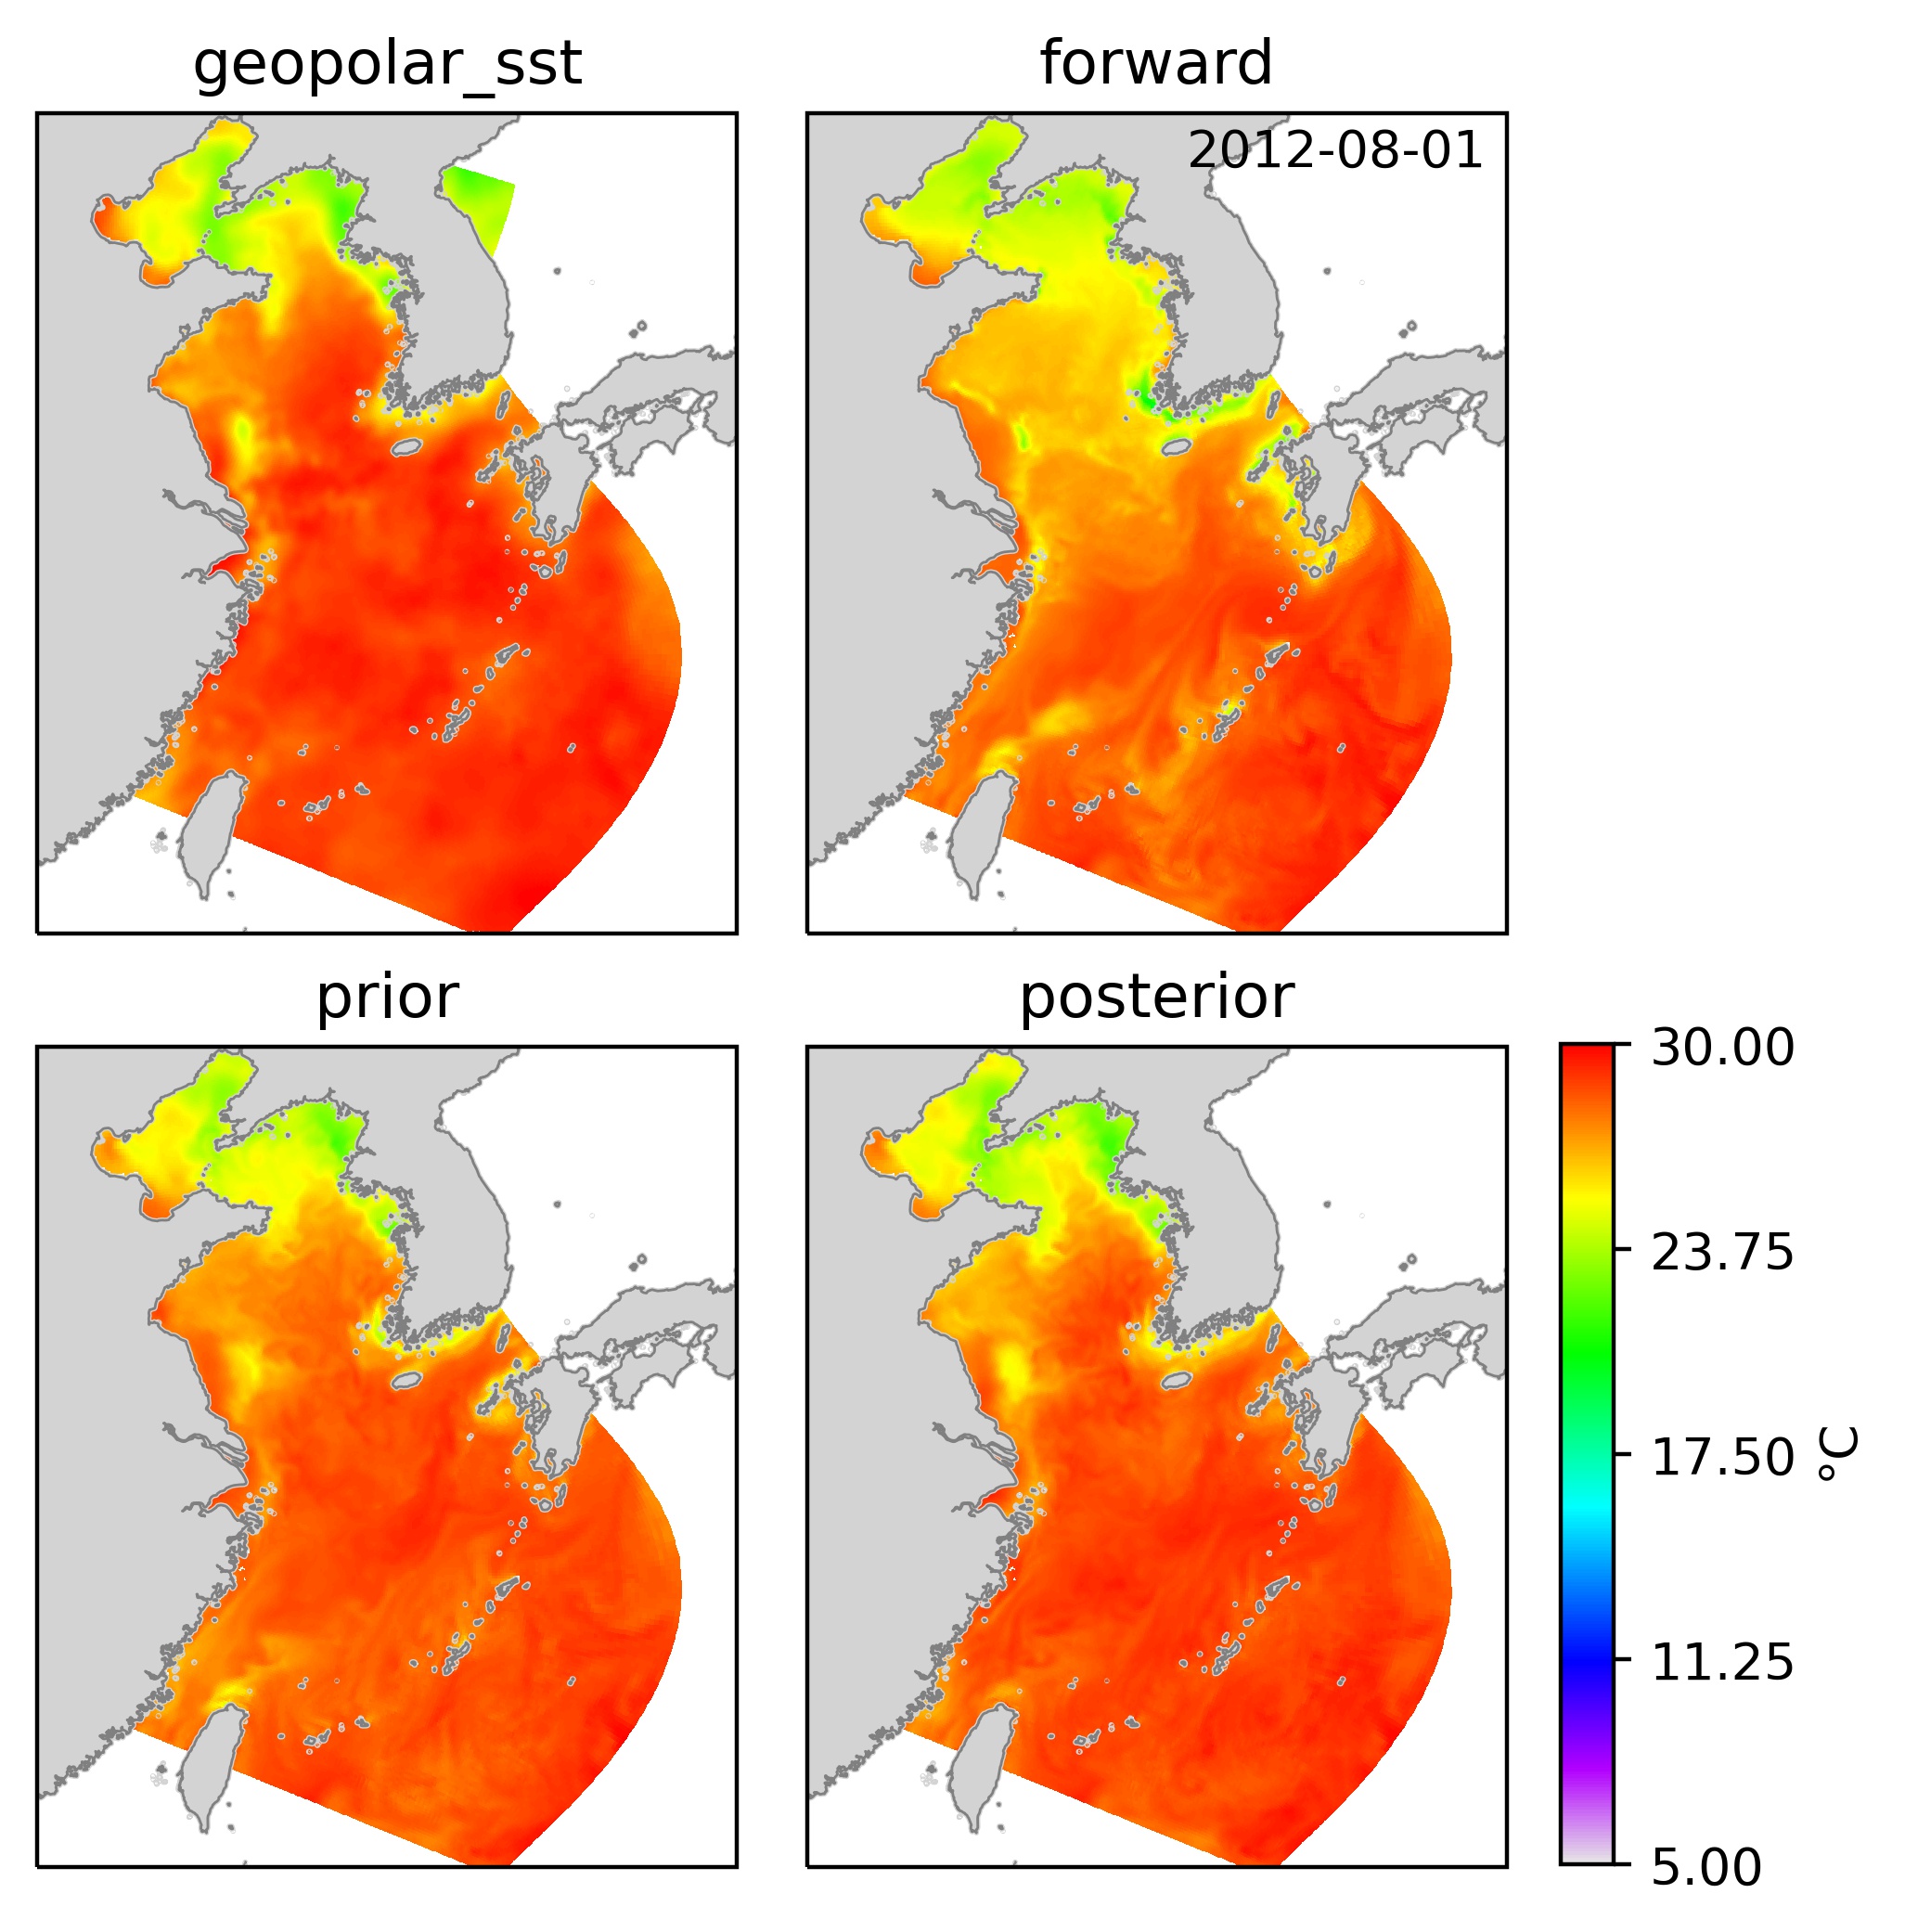 geopolar_sst
forward
2012-08-01
prior
posterior
30.00
23.75
17.50
11.25
5.00
°C